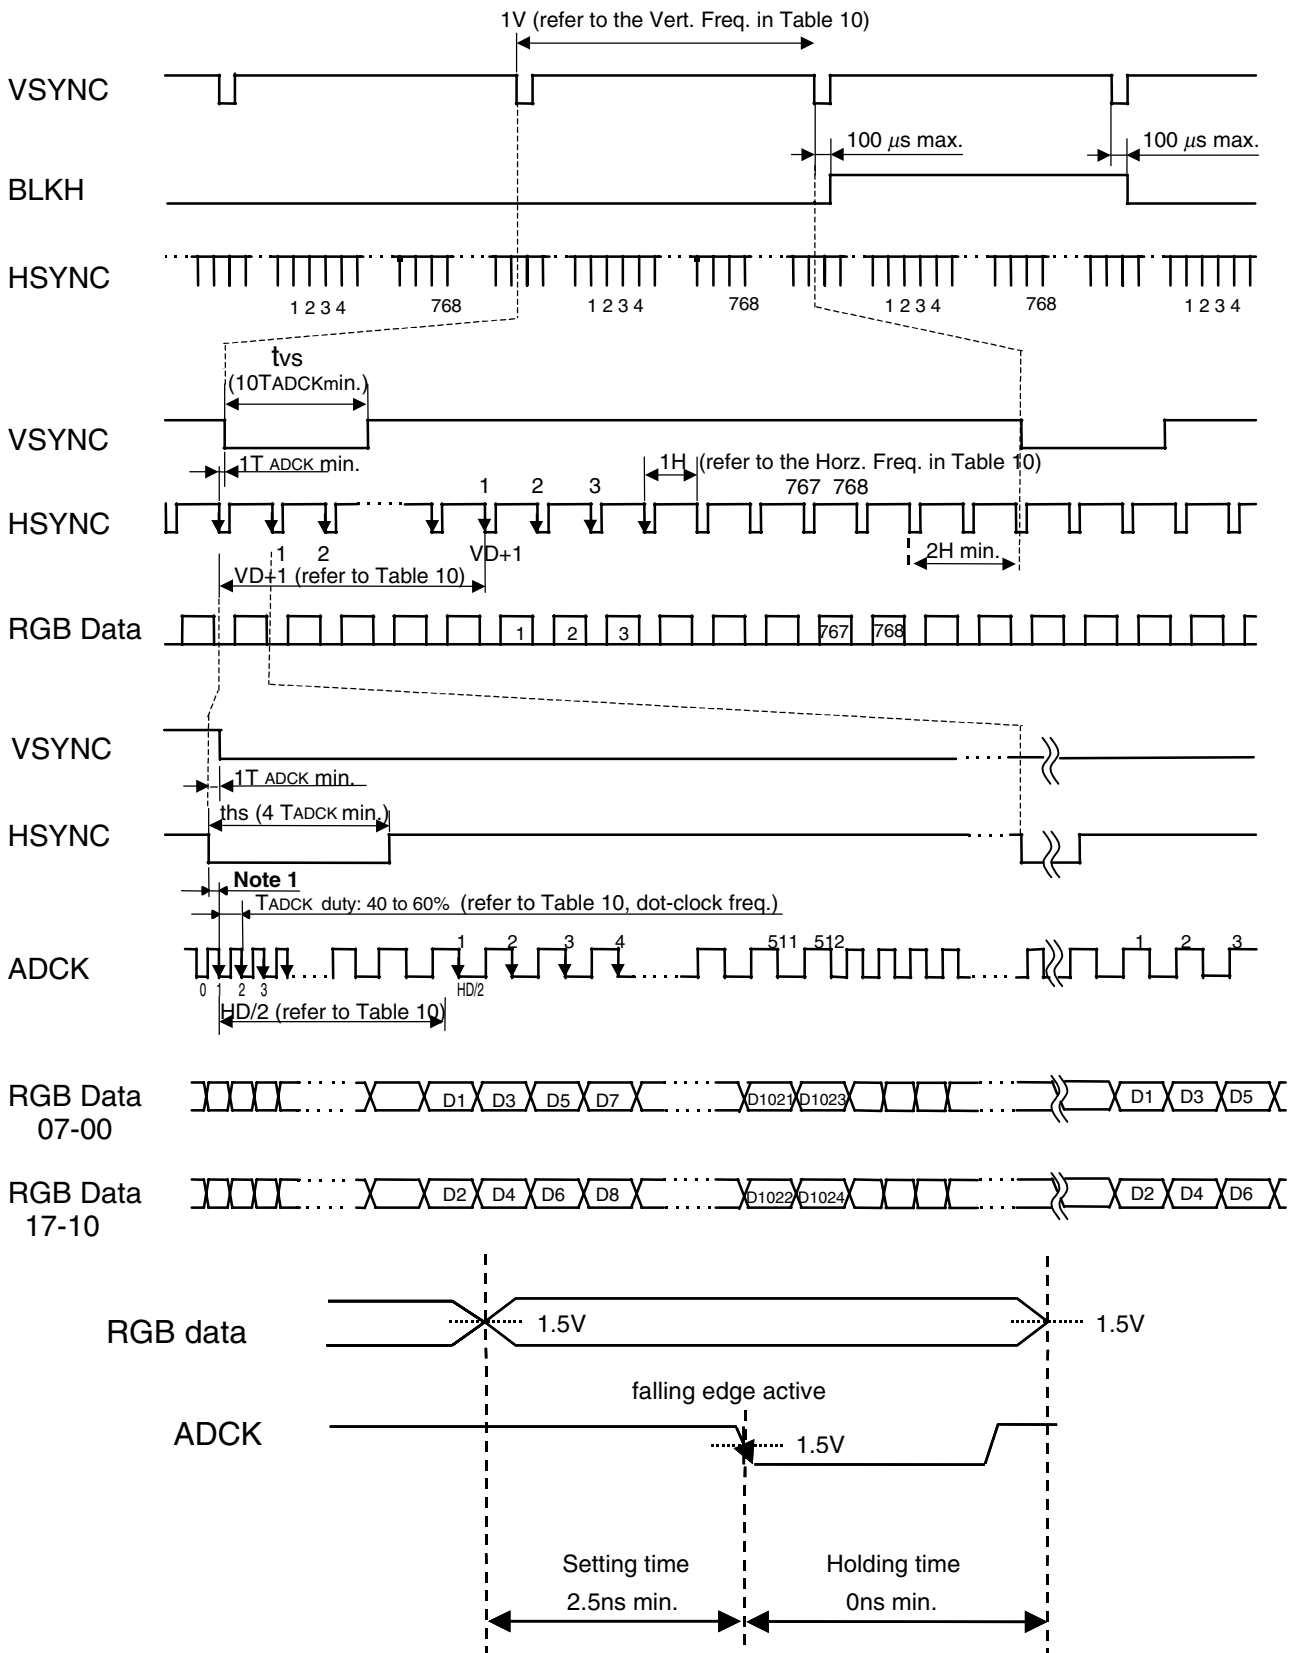 1V (refer to the Vert. Freq. in Table 10)
VSYNC
100 µs max.
100 µs max.
BLKH
HSYNC
1 2 3 4
768
1 2 3 4
768
1 2 3 4
768
1 2 3 4
tvs
(10TADCKmin.)
VSYNC
1T ADCK min.
1H (refer to the Horz. Freq. in Table 10)
1 2 3
767 768
HSYNC
1 2
VD+1
2H min.
VD+1 (refer to Table 10)
RGB Data
1 2 3 767 768
VSYNC
1T ADCK min.
ths (4 TADCK min.)
HSYNC
Note 1
TADCK duty: 40 to 60% (refer to Table 10, dot-clock freq.)
1 2 3 4 511 512 1 2 3
ADCK
0 1 2 3 HD/2
HD/2 (refer to Table 10)
RGB Data
07-00
D1 D3 D5 D7 D1021 D1023 D1 D3 D5
RGB Data
17-10
D2 D4 D6 D8 D1022 D1024 D2 D4 D6
RGB data
1.5V
1.5V
falling edge active
ADCK
1.5V
Setting time
2.5ns min.
Holding time
0ns min.